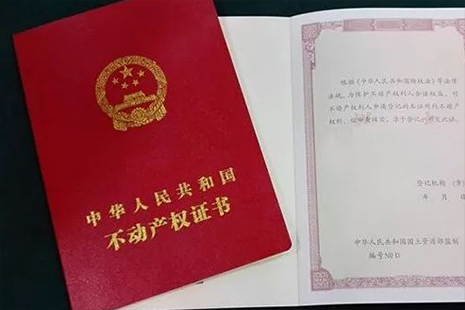 中华人民共和国
不动产权证书
根据《中华人民共和国物权法》等法律
法规，为保护不动产权利人合法权益，对
不动产权利人申请登记的本证所列不动产
权利，经审查核实，准予登记，颁发此证。
登记机构（章）
年 月 日
中华人民共和国国土资源部监制
编号NO D